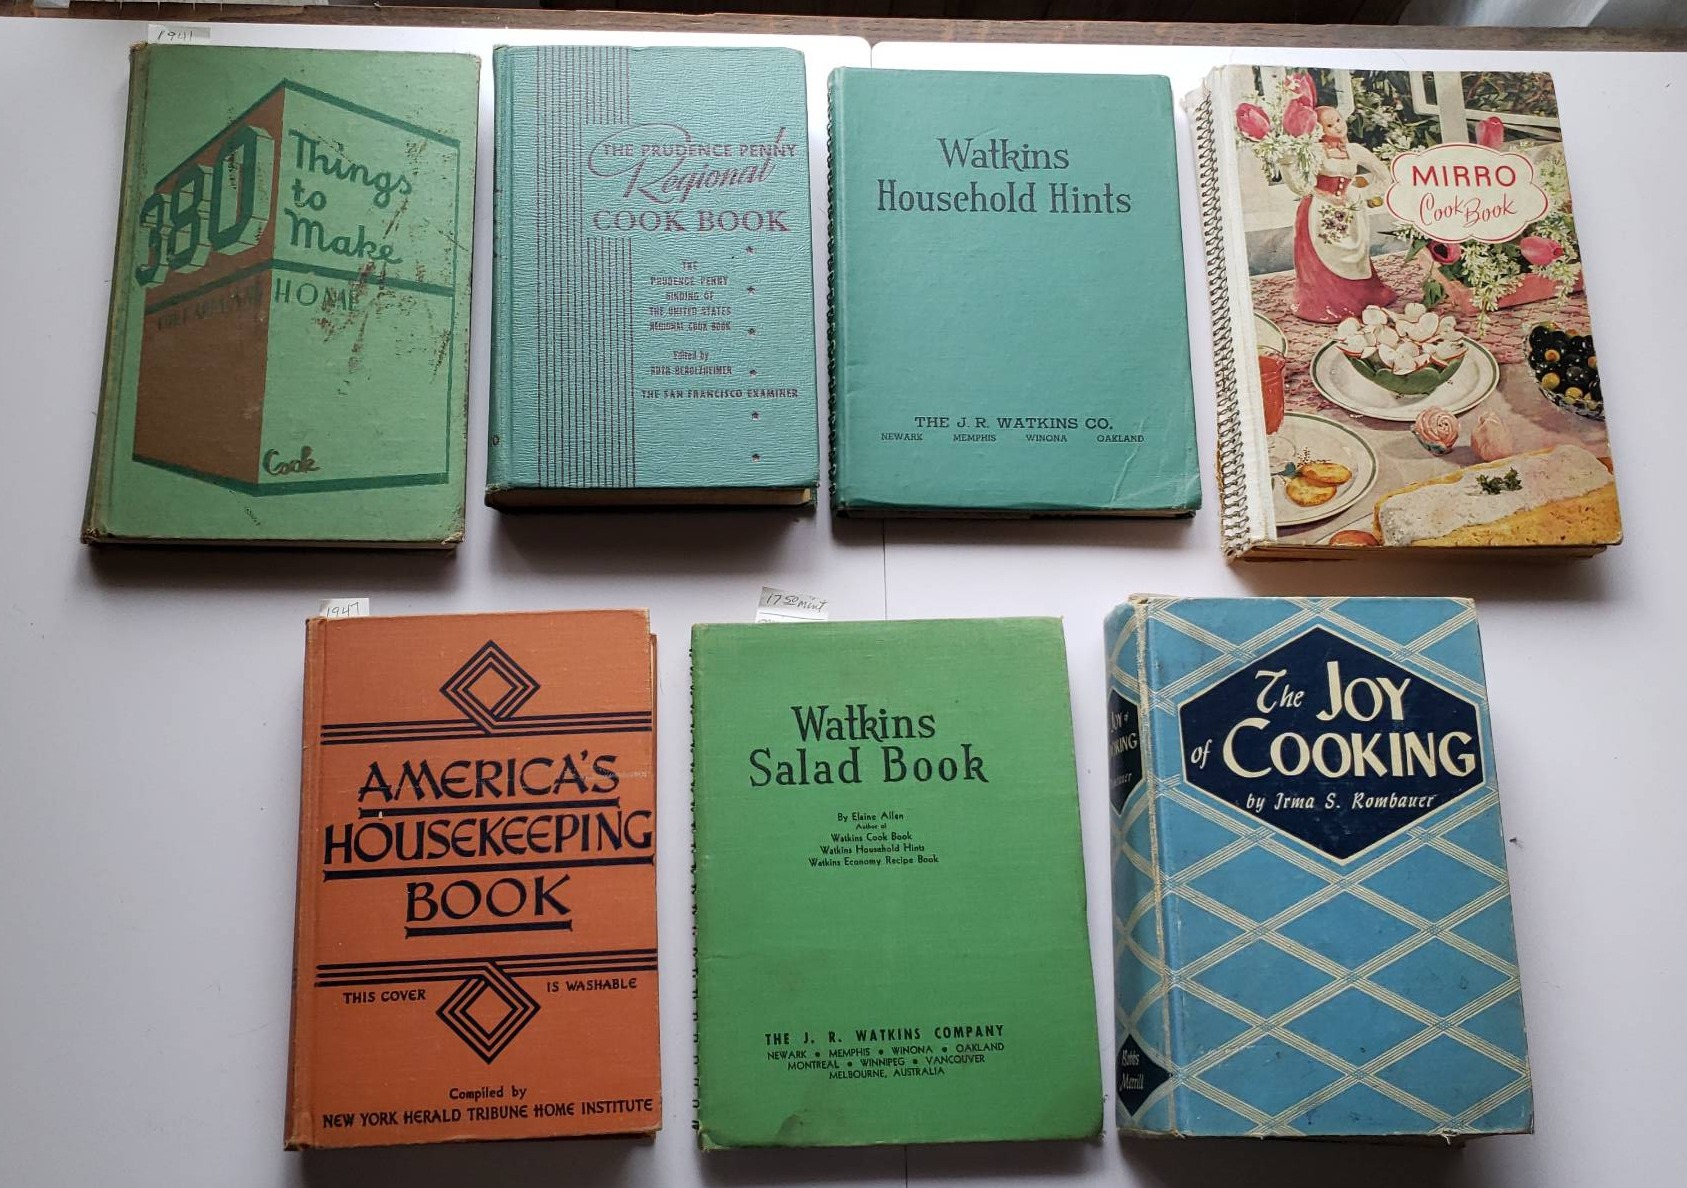 1941
380
Things
to
Make
HOME
Cook
THE PRUDENCE PENNY
Regional
COOK BOOK
THE
PRUDENCE PENNY
BINDING OF
THE UNITED STATES
REGIONAL COOK BOOK
Edited by
RUTH BEROLZHEIMER
THE SAN FRANCISCO EXAMINER
Watkins
Household Hints
THE J. R. WATKINS CO.
NEWARK MEMPHIS WINONA OAKLAND
MIRRO
Cook Book
1947
AMERICA'S
HOUSEKEEPING
BOOK
THIS COVER IS WASHABLE
Compiled by
NEW YORK HERALD TRIBUNE HOME INSTITUTE
17 50 mint
Watkins
Salad Book
By Elaine Allen
Author of
Watkins Cook Book
Watkins Household Hints
Watkins Economy Recipe Book
THE J. R. WATKINS COMPANY
NEWARK • MEMPHIS • WINONA • OAKLAND
MONTREAL • WINNIPEG • VANCOUVER
MELBOURNE, AUSTRALIA
The JOY
of COOKING
by Irma S. Rombauer
Bobbs
Merrill